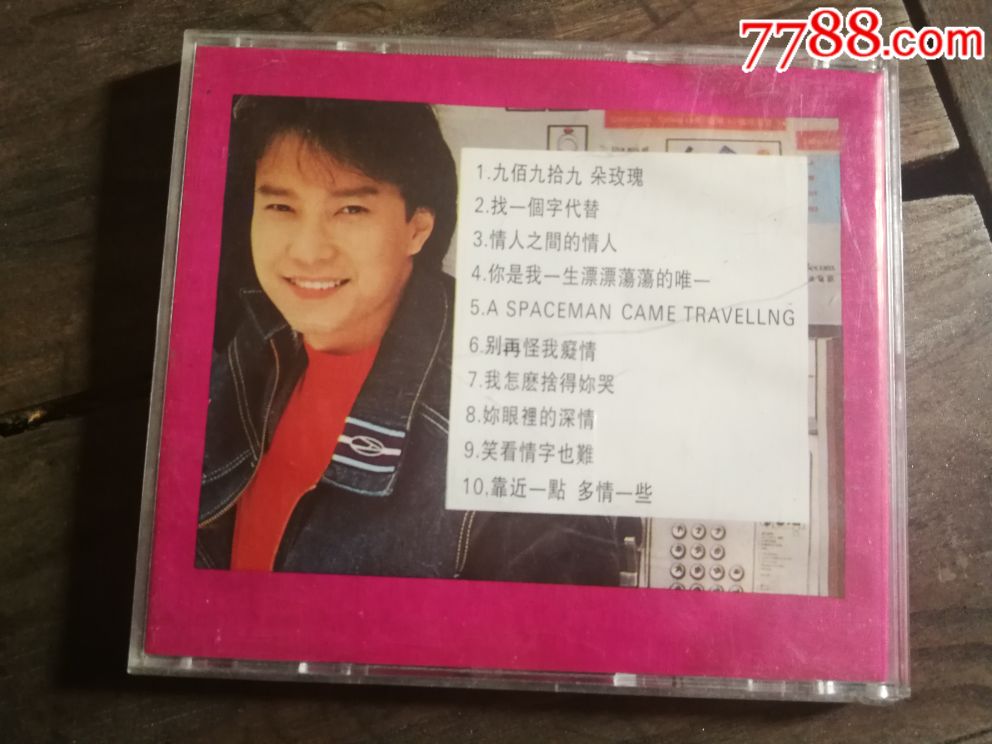 7788.com
1.九佰九拾九 朵玫瑰
2.找一個字代替
3.情人之間的情人
4.你是我一生漂漂蕩蕩的唯一
5.A SPACEMAN CAME TRAVELLNG
6.别再怪我癡情
7.我怎麽捨得妳哭
8.妳眼裡的深情
9.笑看情字也難
10,靠近一點 多情一些